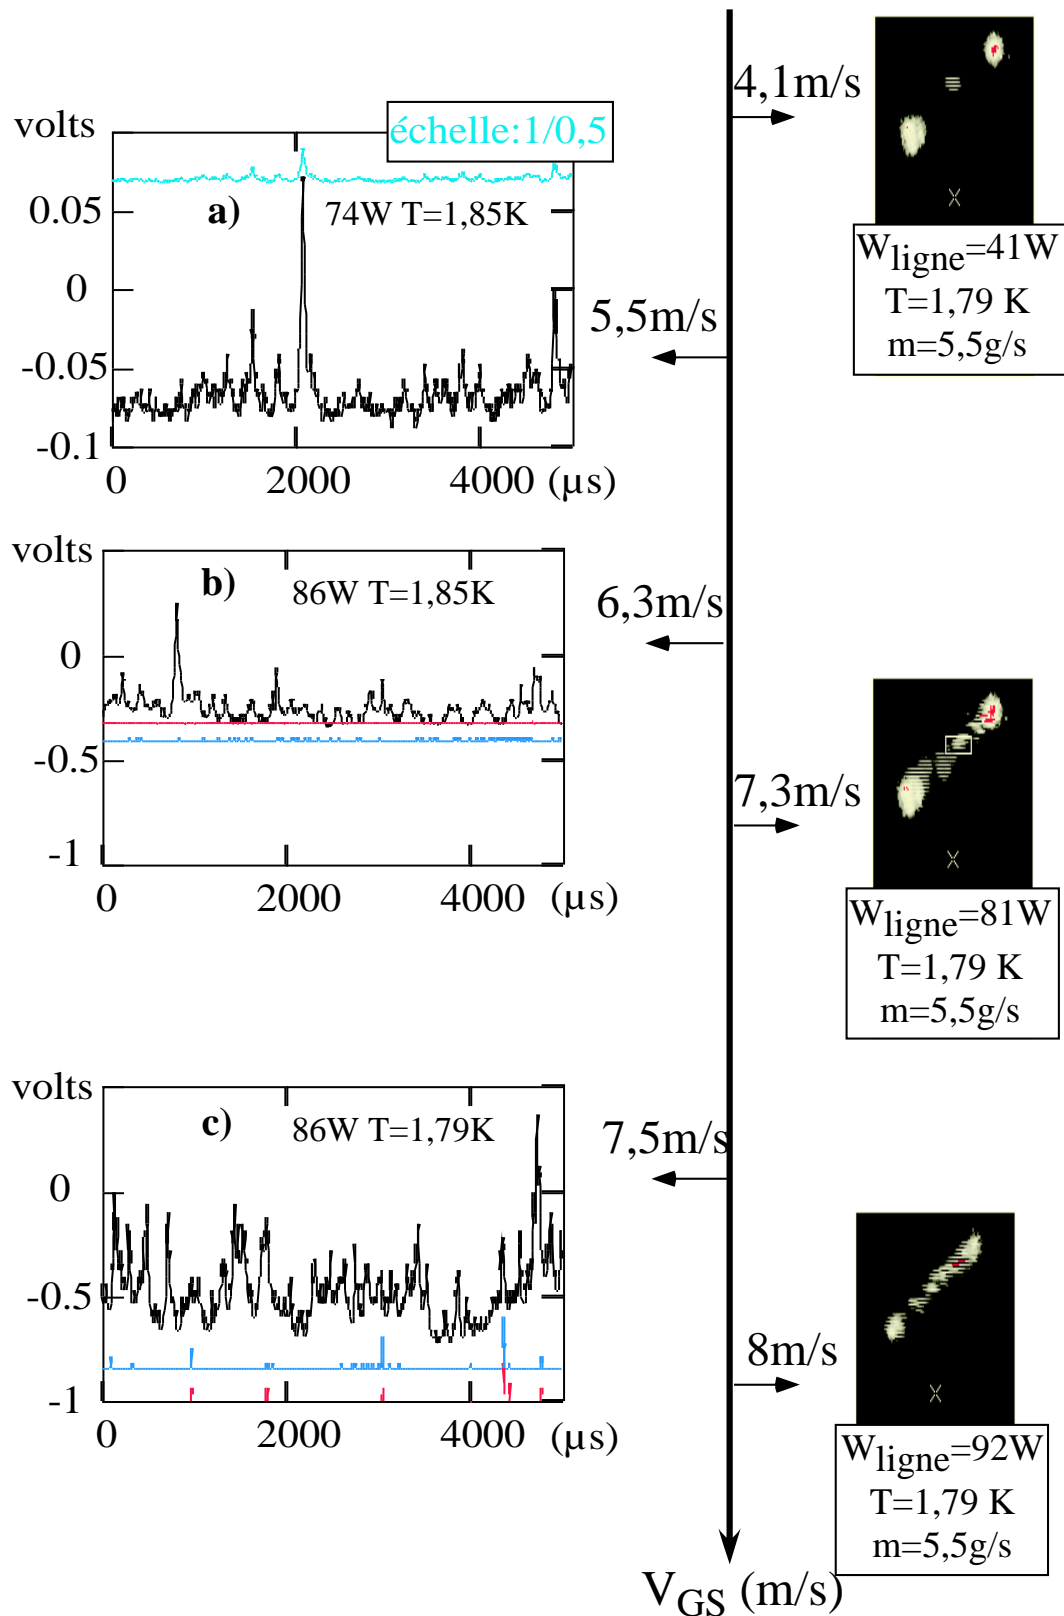 4,1m/s
volts
échelle:1/0,5
0.05
a)
74W T=1,85K
0
-0.05
-0.1
0
2000
4000
(µs)
5,5m/s
Wligne=41W
T=1,79 K
m=5,5g/s
volts
b)
86W T=1,85K
0
-0.5
-1
0
2000
4000
(µs)
6,3m/s
7,3m/s
Wligne=81W
T=1,79 K
m=5,5g/s
volts
c)
86W T=1,79K
0
-0.5
-1
0
2000
4000
(µs)
7,5m/s
8m/s
Wligne=92W
T=1,79 K
m=5,5g/s
VGS (m/s)